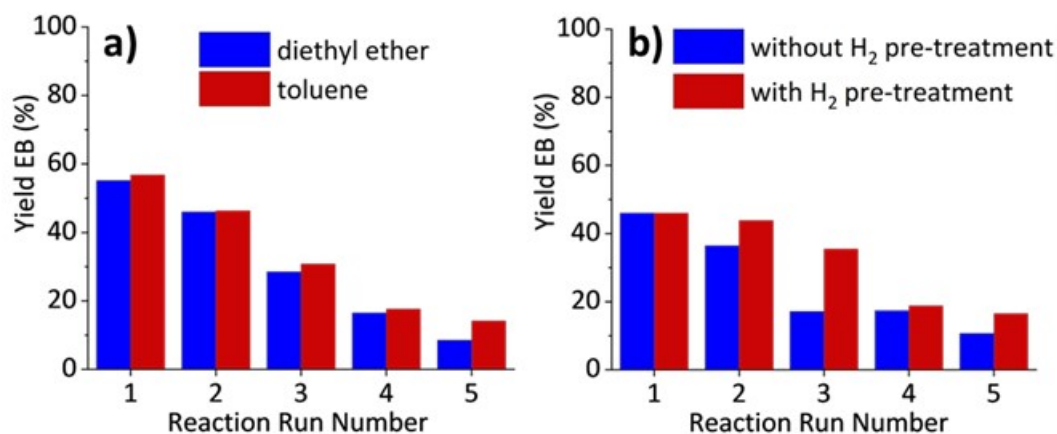 a)
diethyl ether
toluene
Yield EB (%)
100
80
60
40
20
0
1 2 3 4 5
Reaction Run Number
b)
without H₂ pre-treatment
with H₂ pre-treatment
Yield EB (%)
100
80
60
40
20
0
1 2 3 4 5
Reaction Run Number